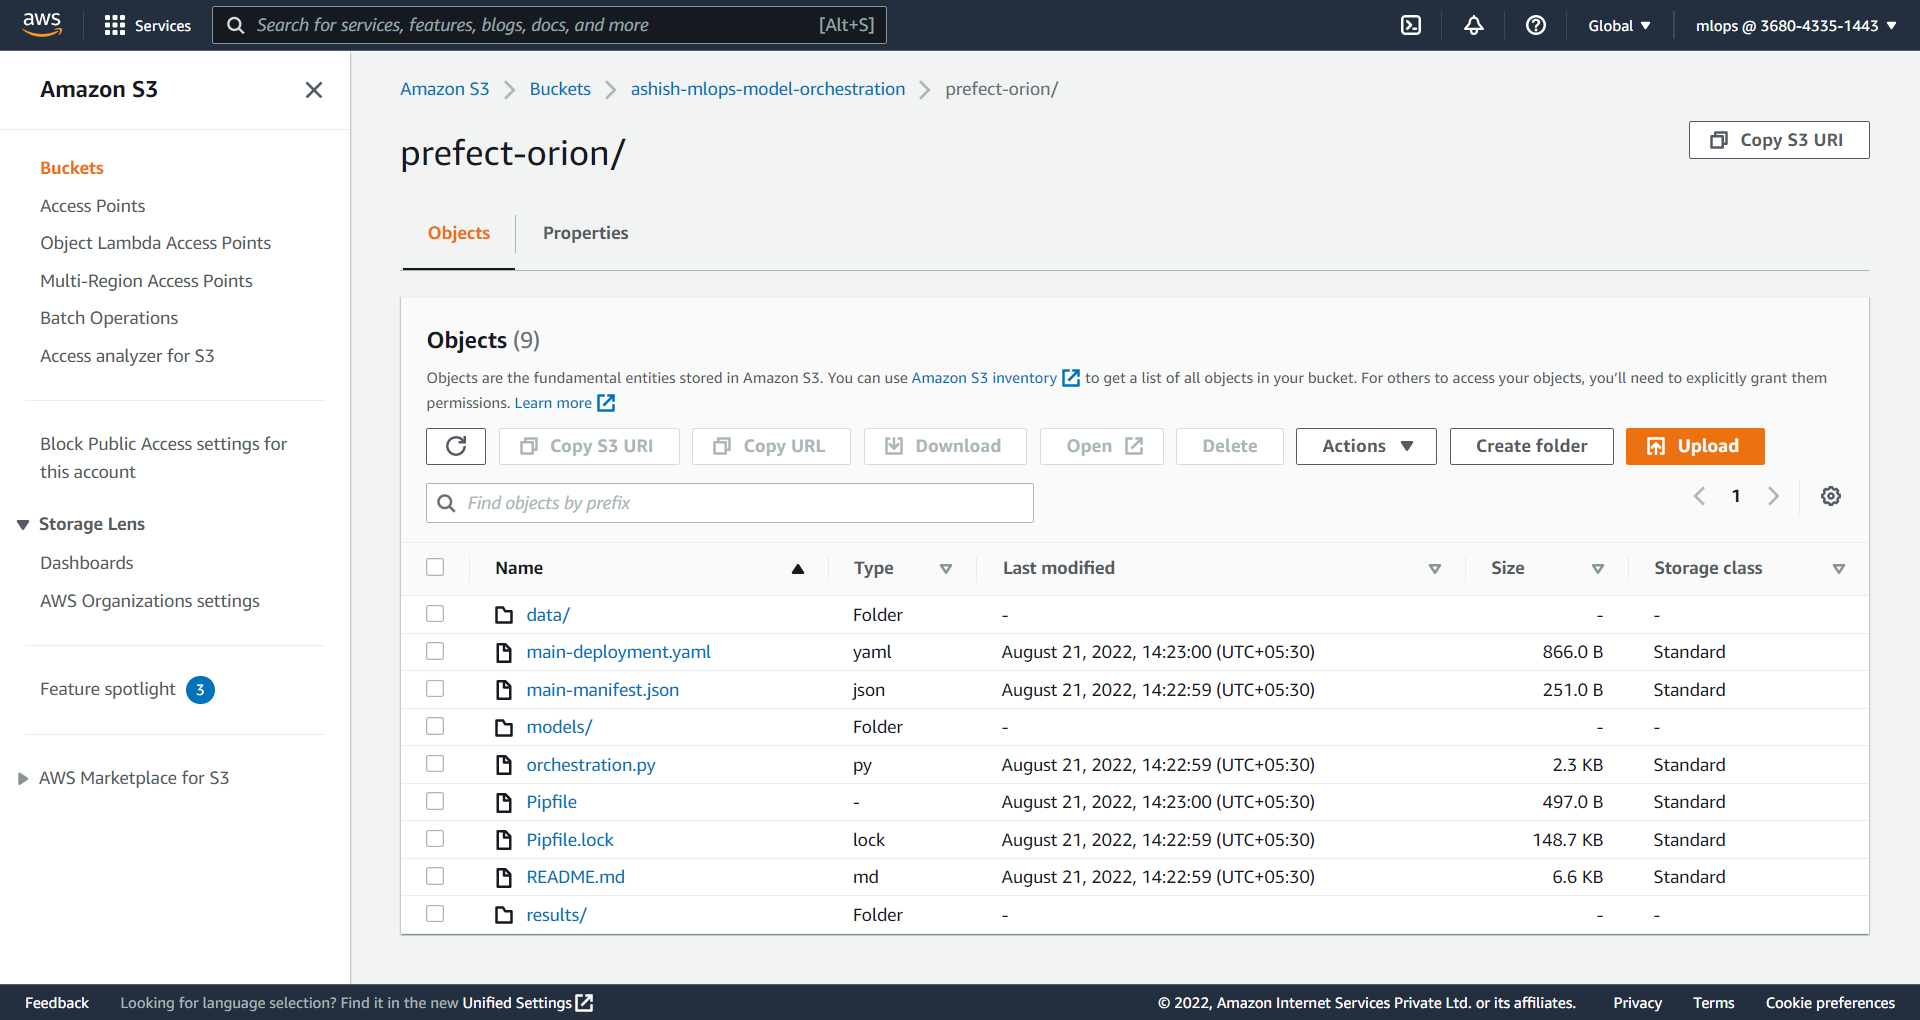 aws Services Search for services, features, blogs, docs, and more [Alt+S] Global mlops @ 3680-4335-1443
Amazon S3
Buckets
Access Points
Object Lambda Access Points
Multi-Region Access Points
Batch Operations
Access analyzer for S3
Block Public Access settings for
this account
Storage Lens
Dashboards
AWS Organizations settings
Feature spotlight 3
AWS Marketplace for S3
Amazon S3 Buckets ashish-mlops-model-orchestration prefect-orion/
prefect-orion/
Copy S3 URI
Objects Properties
Objects (9)
Objects are the fundamental entities stored in Amazon S3. You can use Amazon S3 inventory to get a list of all objects in your bucket. For others to access your objects, you'll need to explicitly grant them
permissions. Learn more
Copy S3 URI Copy URL Download Open Delete Actions Create folder Upload
Find objects by prefix 1
Name Type Last modified Size Storage class
data/ Folder - - -
main-deployment.yaml yaml August 21, 2022, 14:23:00 (UTC+05:30) 866.0 B Standard
main-manifest.json json August 21, 2022, 14:22:59 (UTC+05:30) 251.0 B Standard
models/ Folder - - -
orchestration.py py August 21, 2022, 14:22:59 (UTC+05:30) 2.3 KB Standard
Pipfile - August 21, 2022, 14:23:00 (UTC+05:30) 497.0 B Standard
Pipfile.lock lock August 21, 2022, 14:22:59 (UTC+05:30) 148.7 KB Standard
README.md md August 21, 2022, 14:22:59 (UTC+05:30) 6.6 KB Standard
results/ Folder - - -
Feedback Looking for language selection? Find it in the new Unified Settings © 2022, Amazon Internet Services Private Ltd. or its affiliates. Privacy Terms Cookie preferences